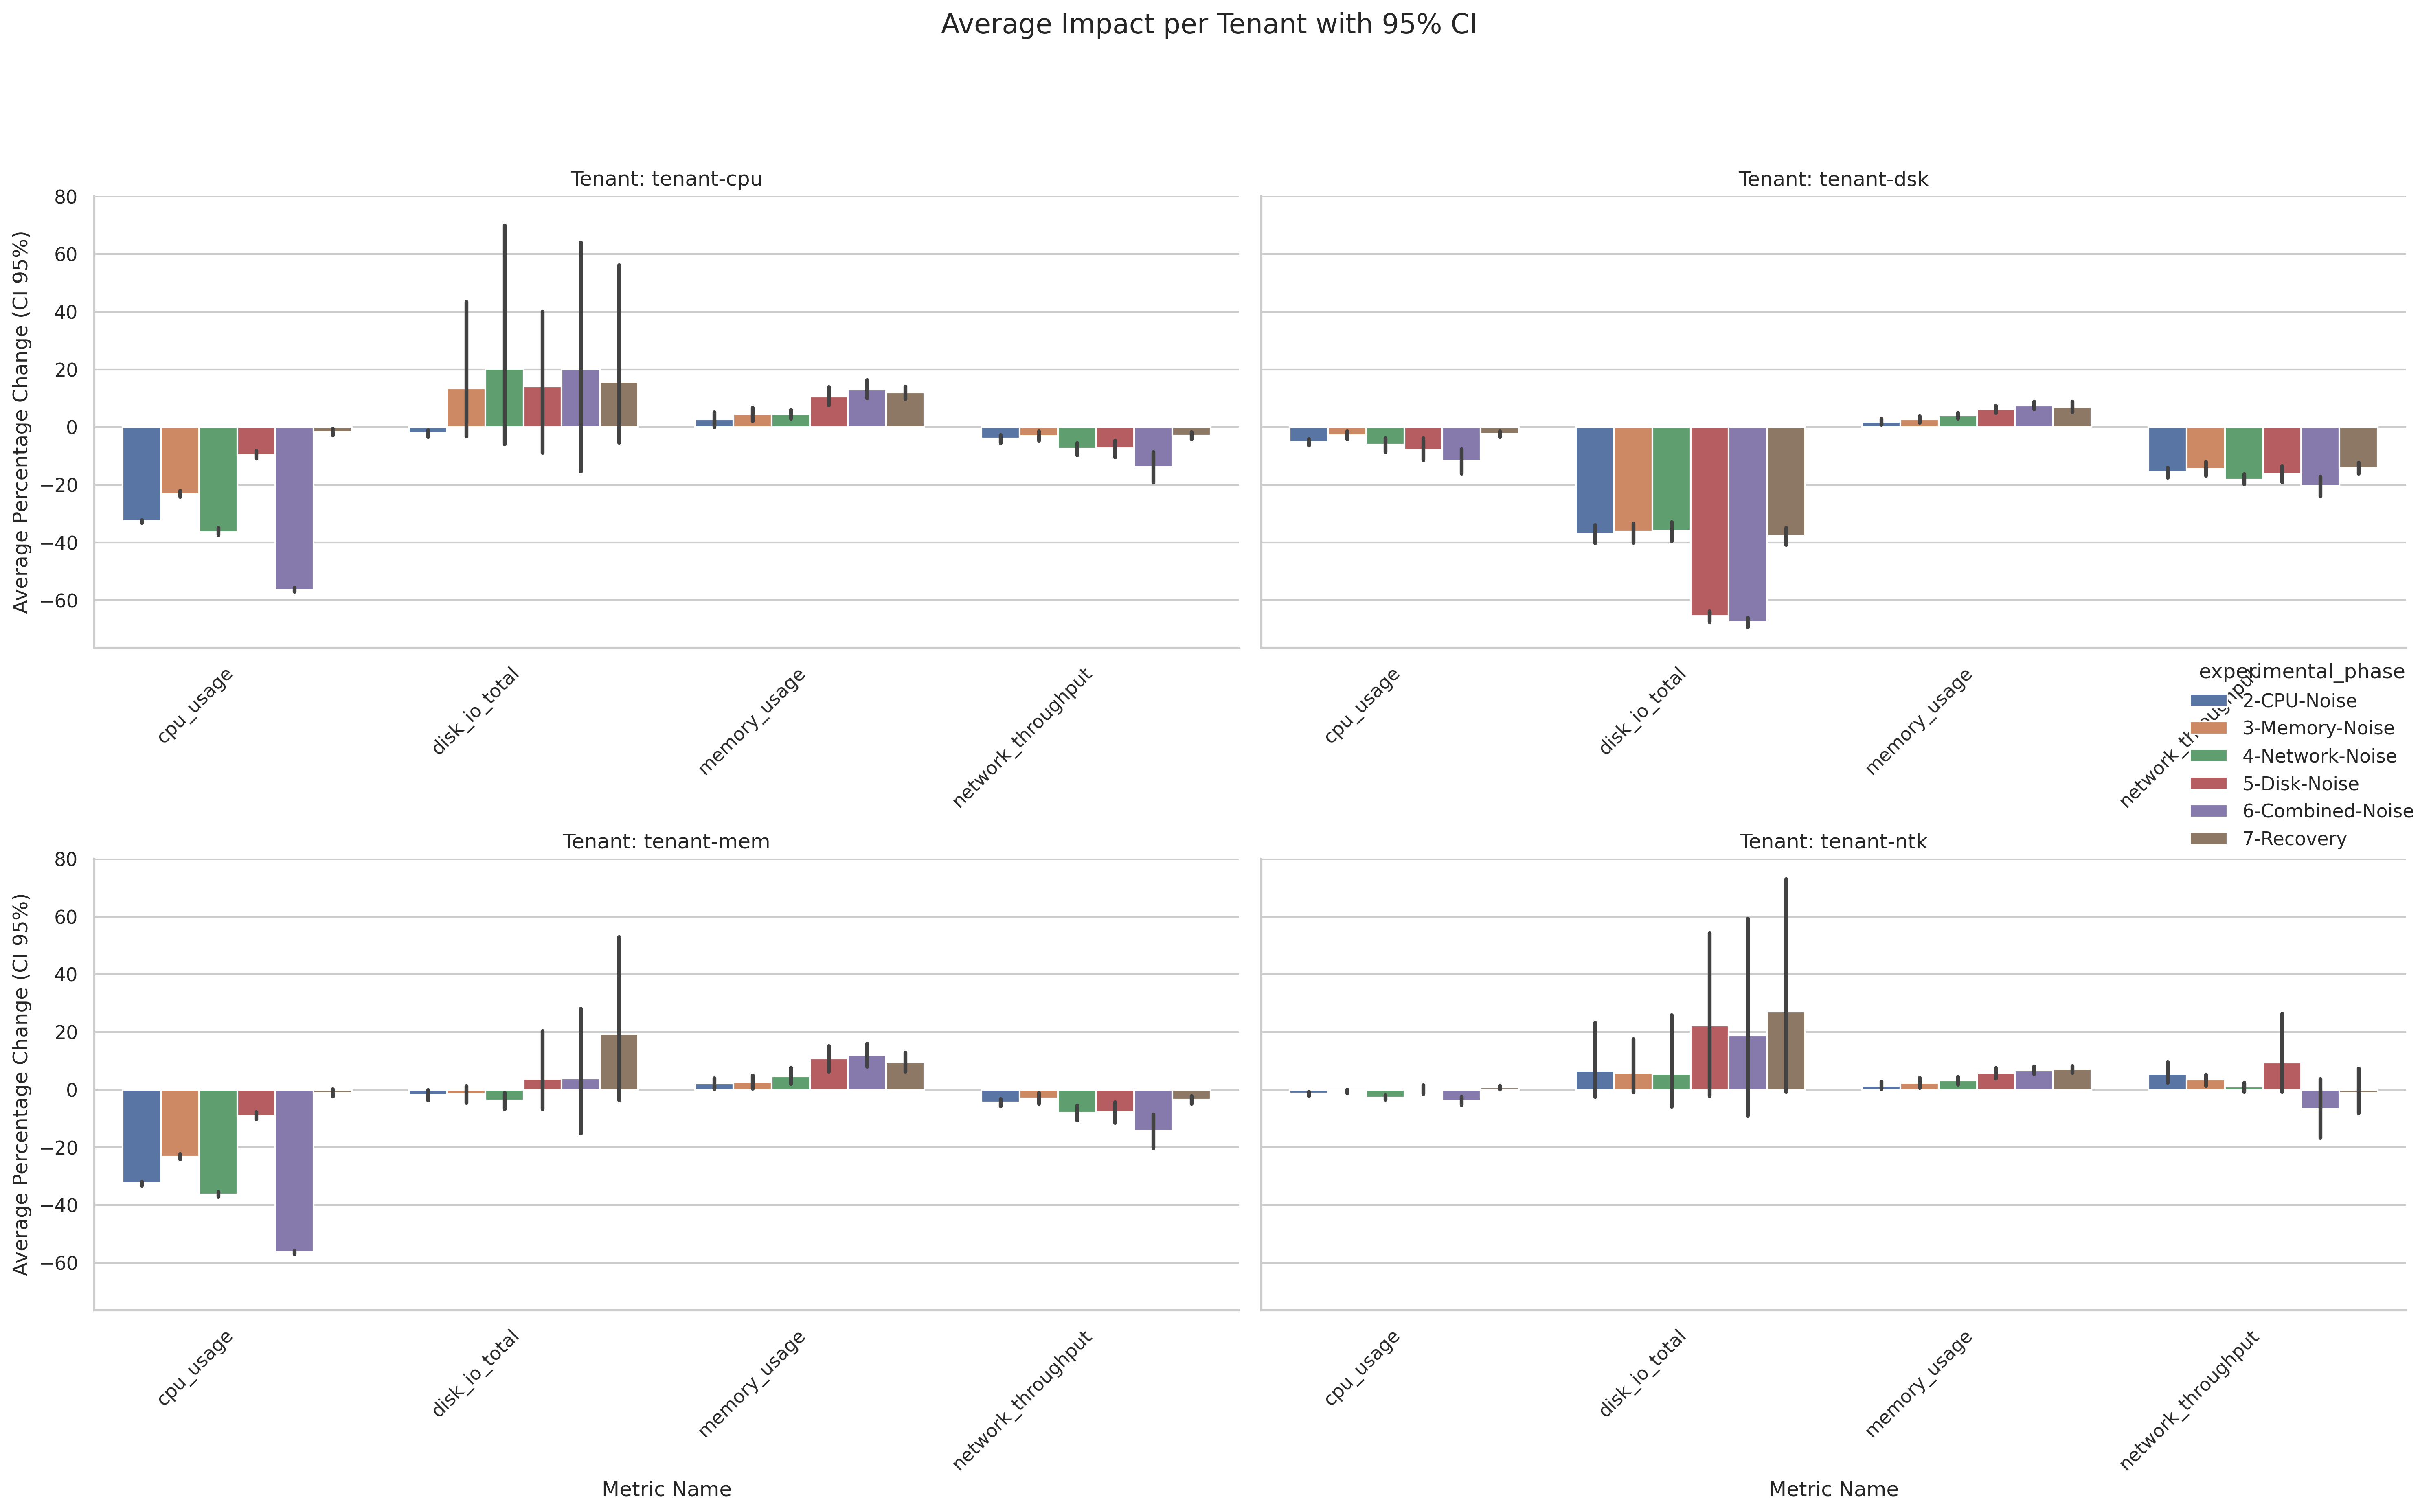 Average Impact per Tenant with 95% CI
Tenant: tenant-cpu
Average Percentage Change (CI 95%)
80
60
40
20
0
−20
−40
−60
cpu_usage
disk_io_total
memory_usage
network_throughput
Tenant: tenant-dsk
cpu_usage
disk_io_total
memory_usage
network_throughput
experimental_phase
2-CPU-Noise
3-Memory-Noise
4-Network-Noise
5-Disk-Noise
6-Combined-Noise
7-Recovery
Tenant: tenant-mem
Average Percentage Change (CI 95%)
80
60
40
20
0
−20
−40
−60
cpu_usage
disk_io_total
memory_usage
network_throughput
Metric Name
Tenant: tenant-ntk
cpu_usage
disk_io_total
memory_usage
network_throughput
Metric Name